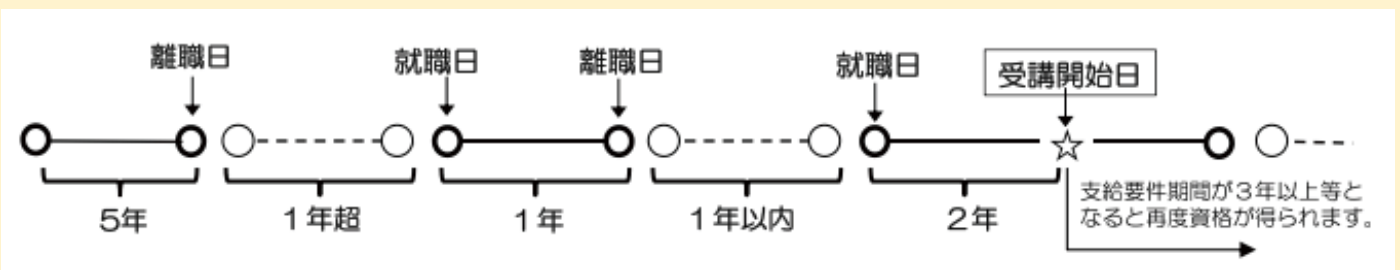 離職日
就職日
離職日
就職日
受講開始日
5年
1年超
1年
1年以内
2年
支給要件期間が3年以上等と
なると再度資格が得られます。